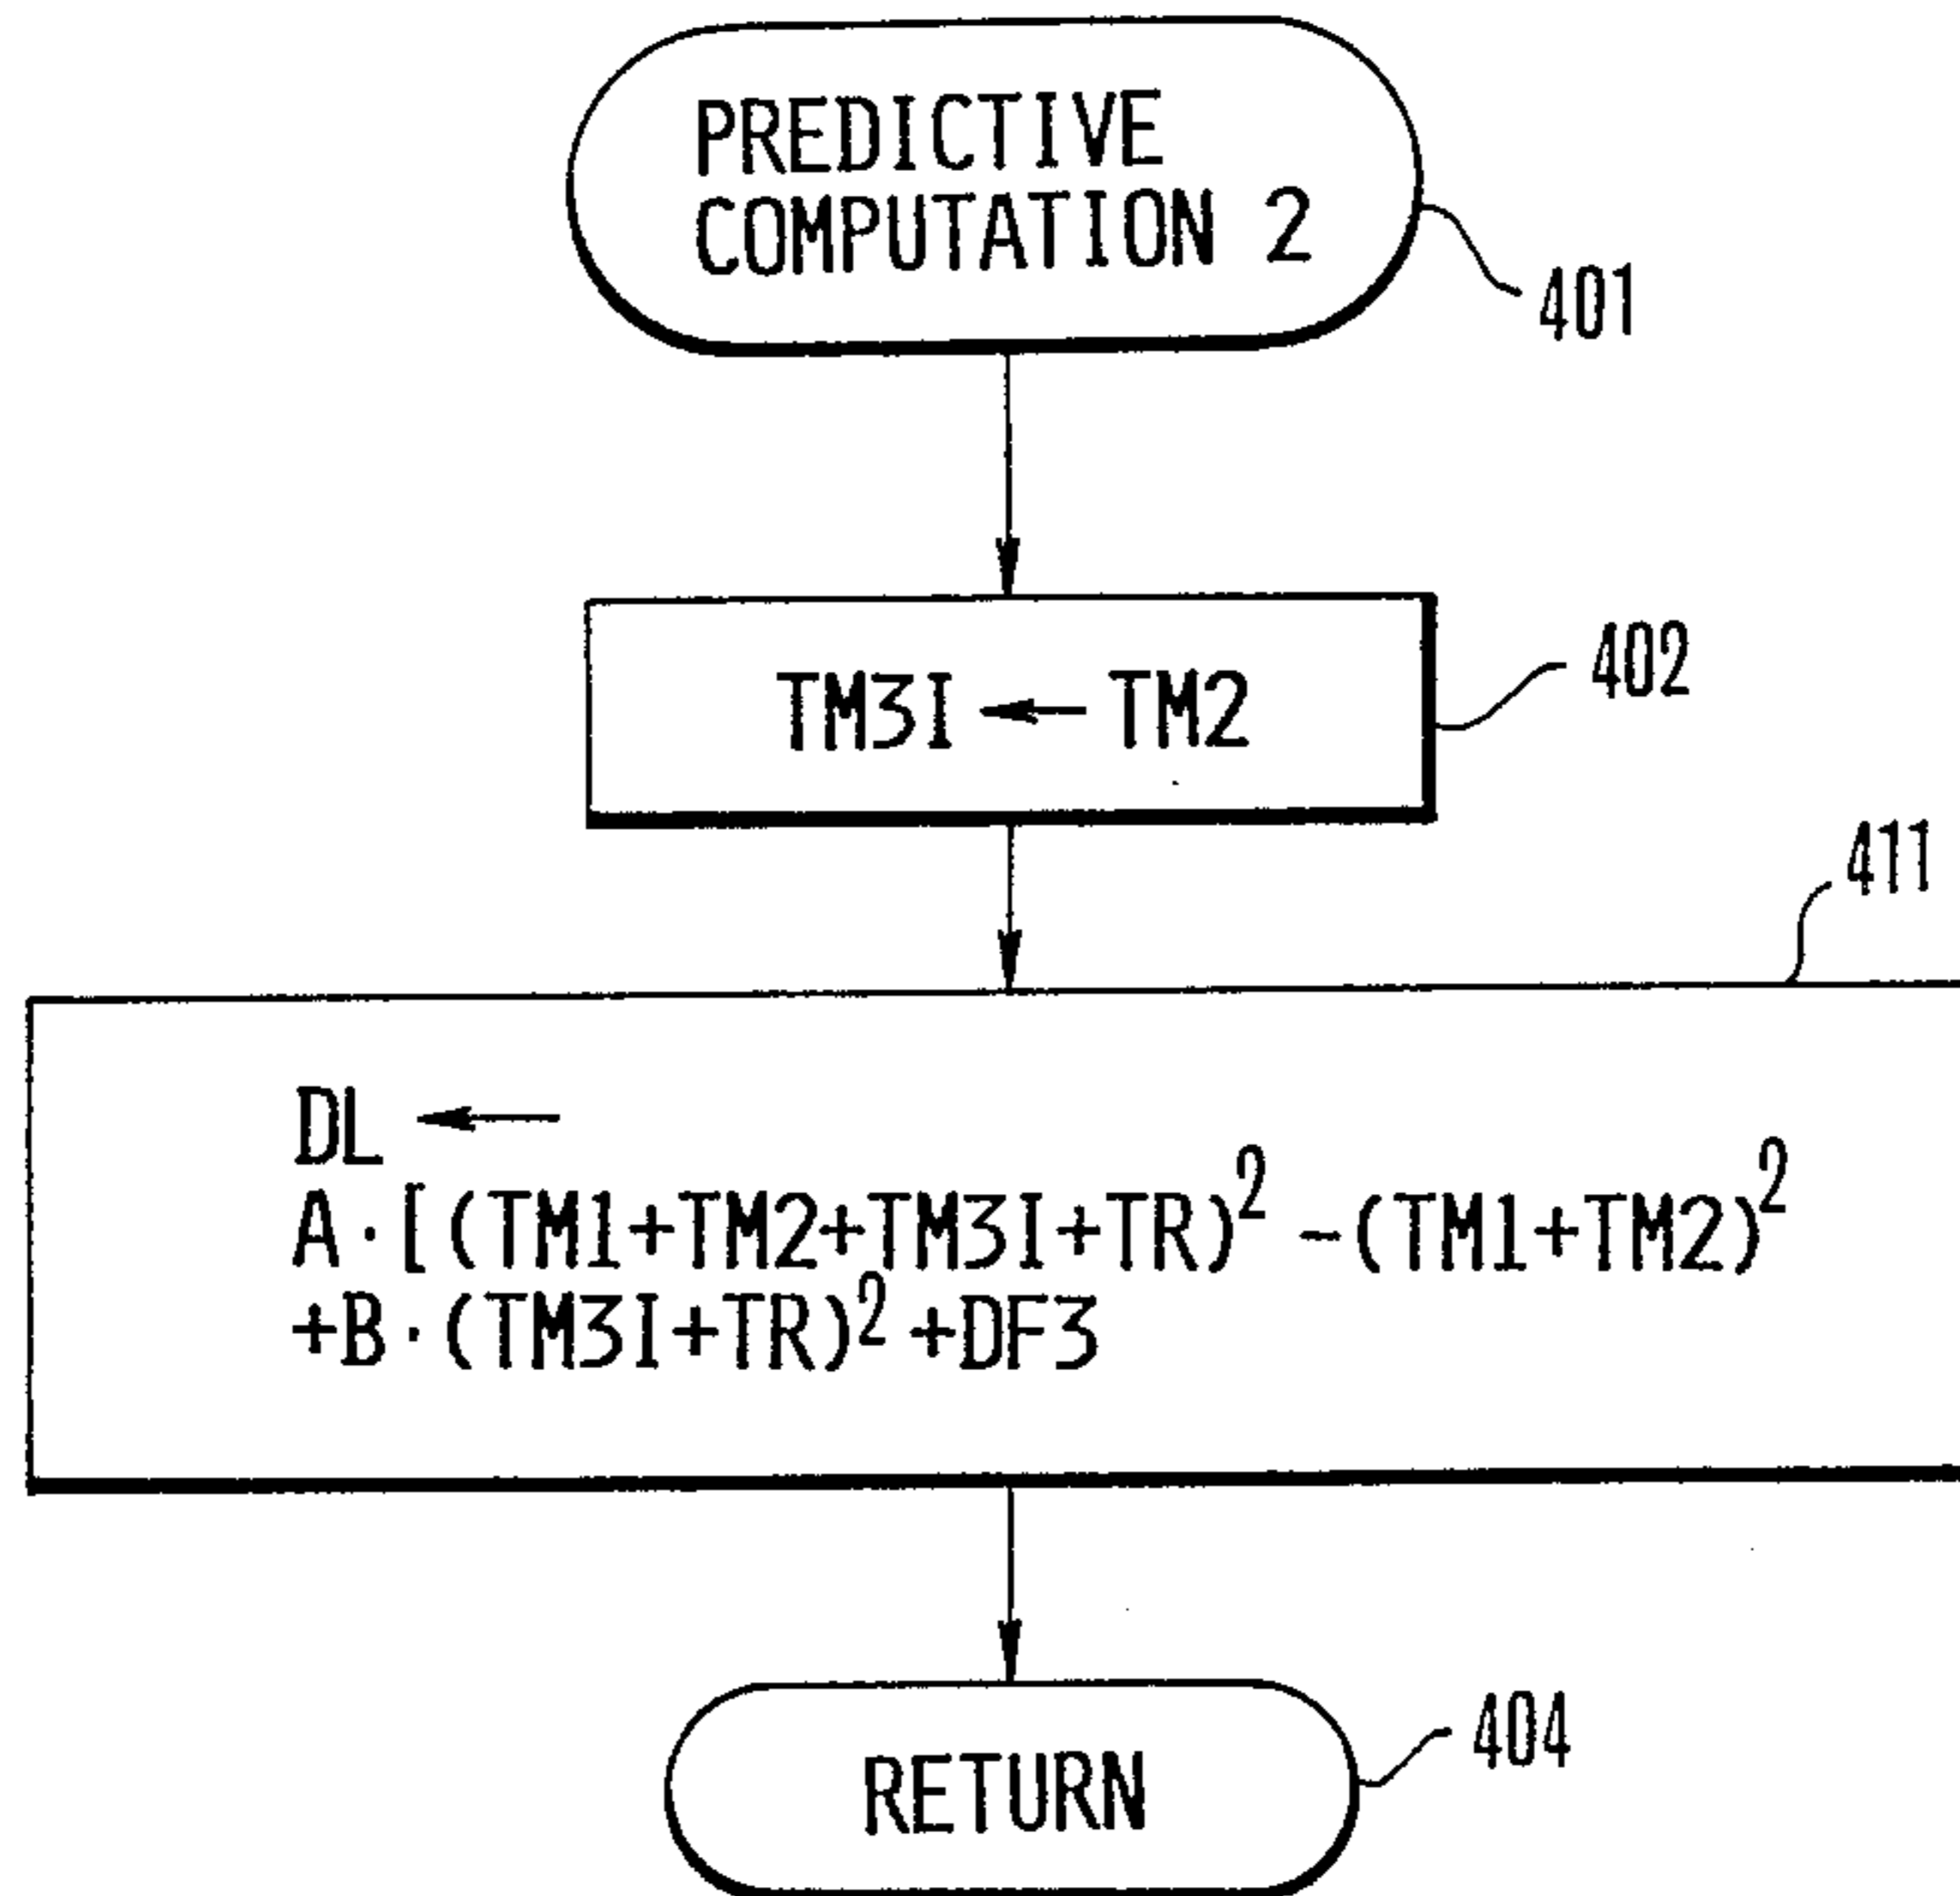 PREDICTIVE
COMPUTATION 2
401
TM3I ← TM2
402
411
DL ←
A·[(TM1+TM2+TM3I+TR)² -(TM1+TM2)²
+B·(TM3I+TR)² +DF3
RETURN
404